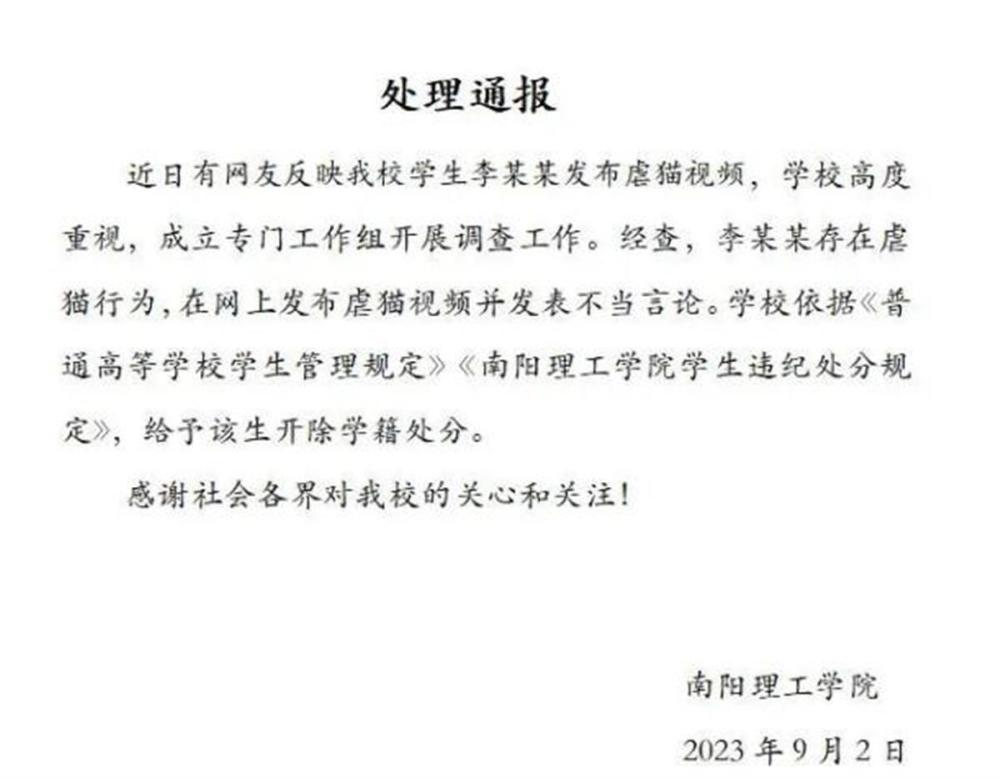 处理通报
近日有网友反映我校学生李某某发布虐猫视频，学校高度
重视，成立专门工作组开展调查工作。经查，李某某存在虐
猫行为,在网上发布虐猫视频并发表不当言论。学校依据《普
通高等学校学生管理规定》《南阳理工学院学生违纪处分规
定》，给予该生开除学籍处分。
感谢社会各界对我校的关心和关注！
南阳理工学院
2023年9月2日